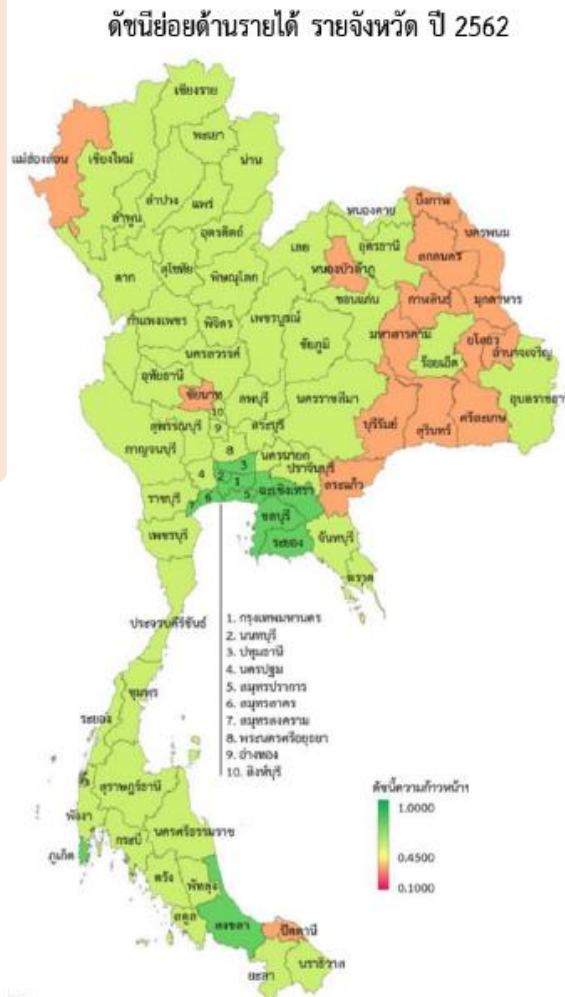 ดัชนีย่อยด้านรายได้ รายจังหวัด ปี 2562
เชียงราย
พะเยา
แม่ฮ่องสอน
เชียงใหม่
น่าน
ลำปาง
แพร่
ลำพูน
อุตรดิตถ์
หนองคาย
บึงกาฬ
เลย
อุดรธานี
นครพนม
สกลนคร
ตาก
สุโขทัย
พิษณุโลก
หนองบัวลำภู
ขอนแก่น
กาฬสินธุ์
มุกดาหาร
กำแพงเพชร
พิจิตร
เพชรบูรณ์
ชัยภูมิ
มหาสารคาม
ร้อยเอ็ด
ยโสธร
อำนาจเจริญ
นครสวรรค์
อุทัยธานี
ชัยนาท
ลพบุรี
นครราชสีมา
บุรีรัมย์
สุรินทร์
ศรีสะเกษ
อุบลราชธานี
10
9
สุพรรณบุรี
สระบุรี
กาญจนบุรี
8
นครนายก
ปราจีนบุรี
3
4
2
1
ฉะเชิงเทรา
สระแก้ว
5
6
7
ราชบุรี
ชลบุรี
เพชรบุรี
ระยอง
จันทบุรี
ตราด
ประจวบคีรีขันธ์
1. กรุงเทพมหานคร
2. นนทบุรี
3. ปทุมธานี
4. นครปฐม
5. สมุทรปราการ
6. สมุทรสาคร
7. สมุทรสงคราม
8. พระนครศรีอยุธยา
9. อ่างทอง
10. สิงห์บุรี
ชุมพร
ระยอง
สุราษฎร์ธานี
พังงา
นครศรีธรรมราช
กระบี่
ภูเก็ต
ตรัง
พัทลุง
สตูล
สงขลา
ปัตตานี
ยะลา
นราธิวาส
ดัชนีความก้าวหน้า
1.0000
0.4500
0.1000